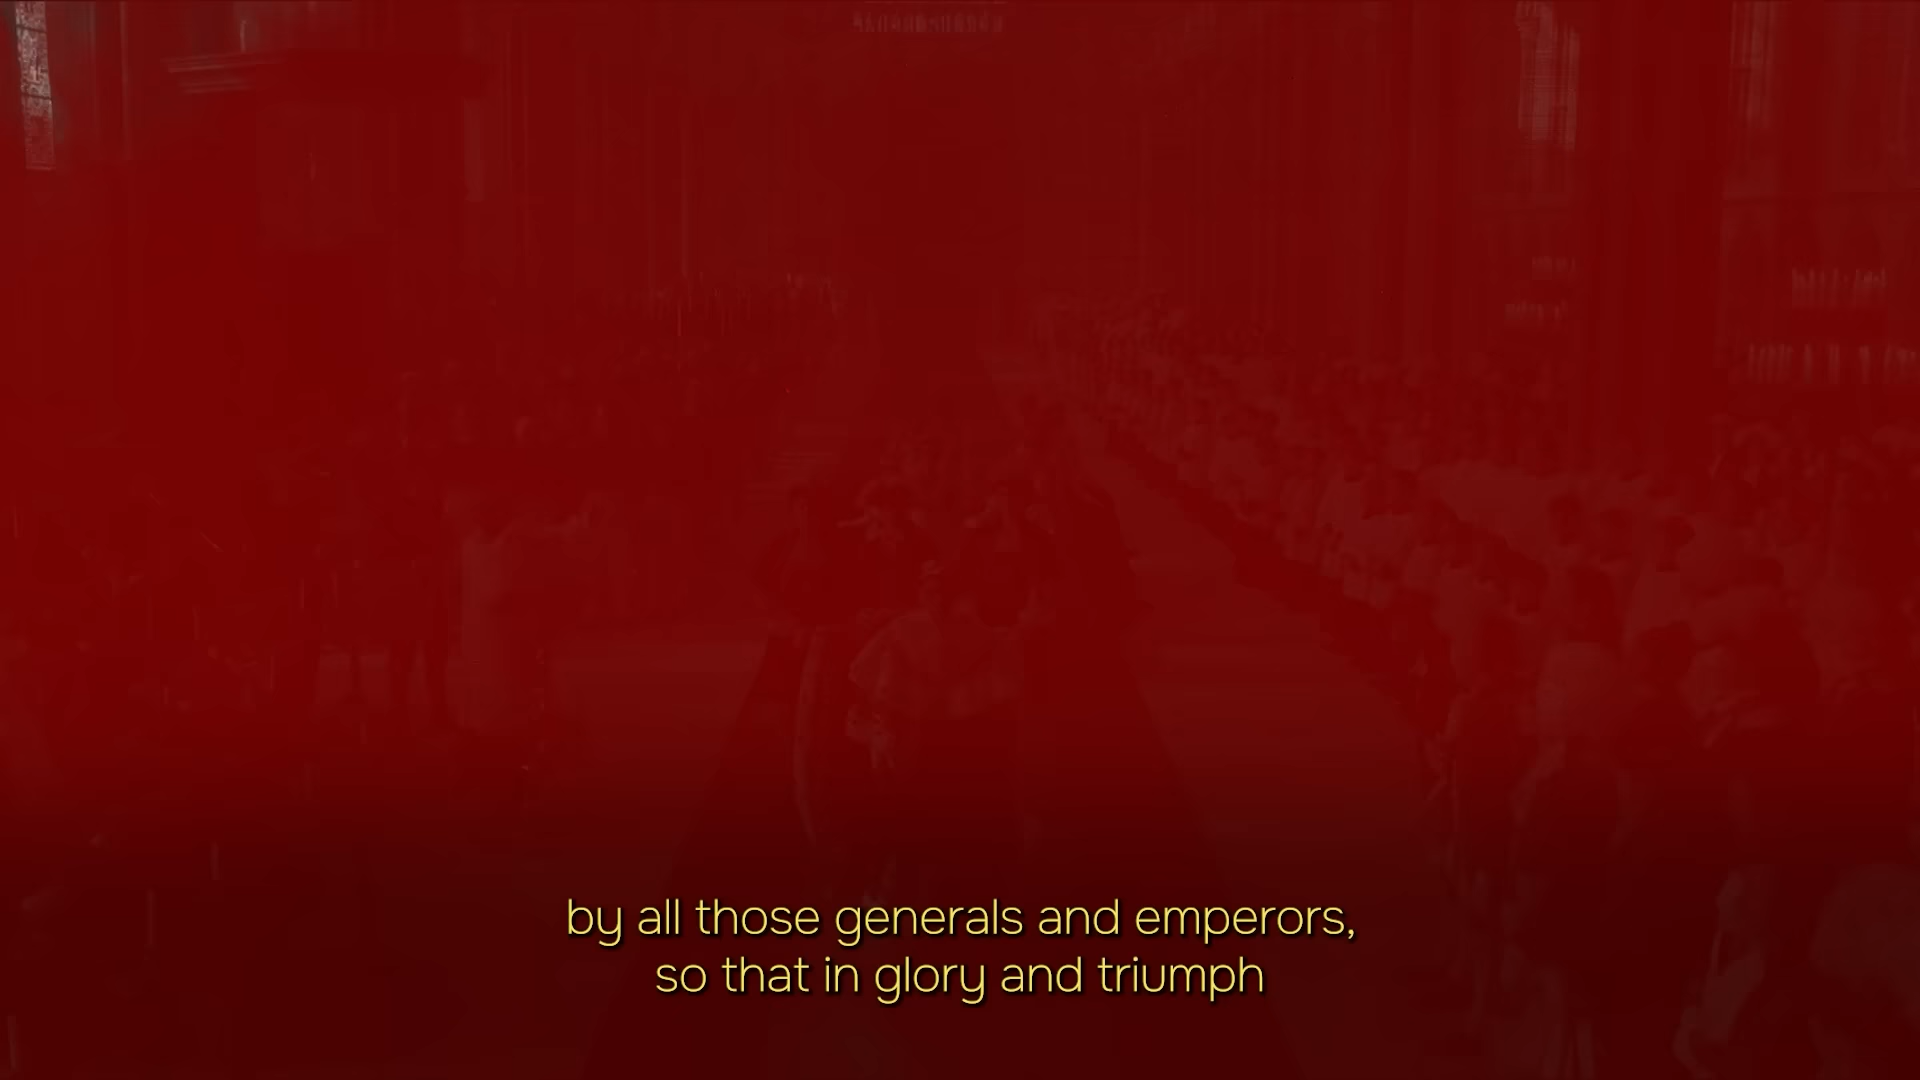 by all those generals and emperors,
so that in glory and triumph